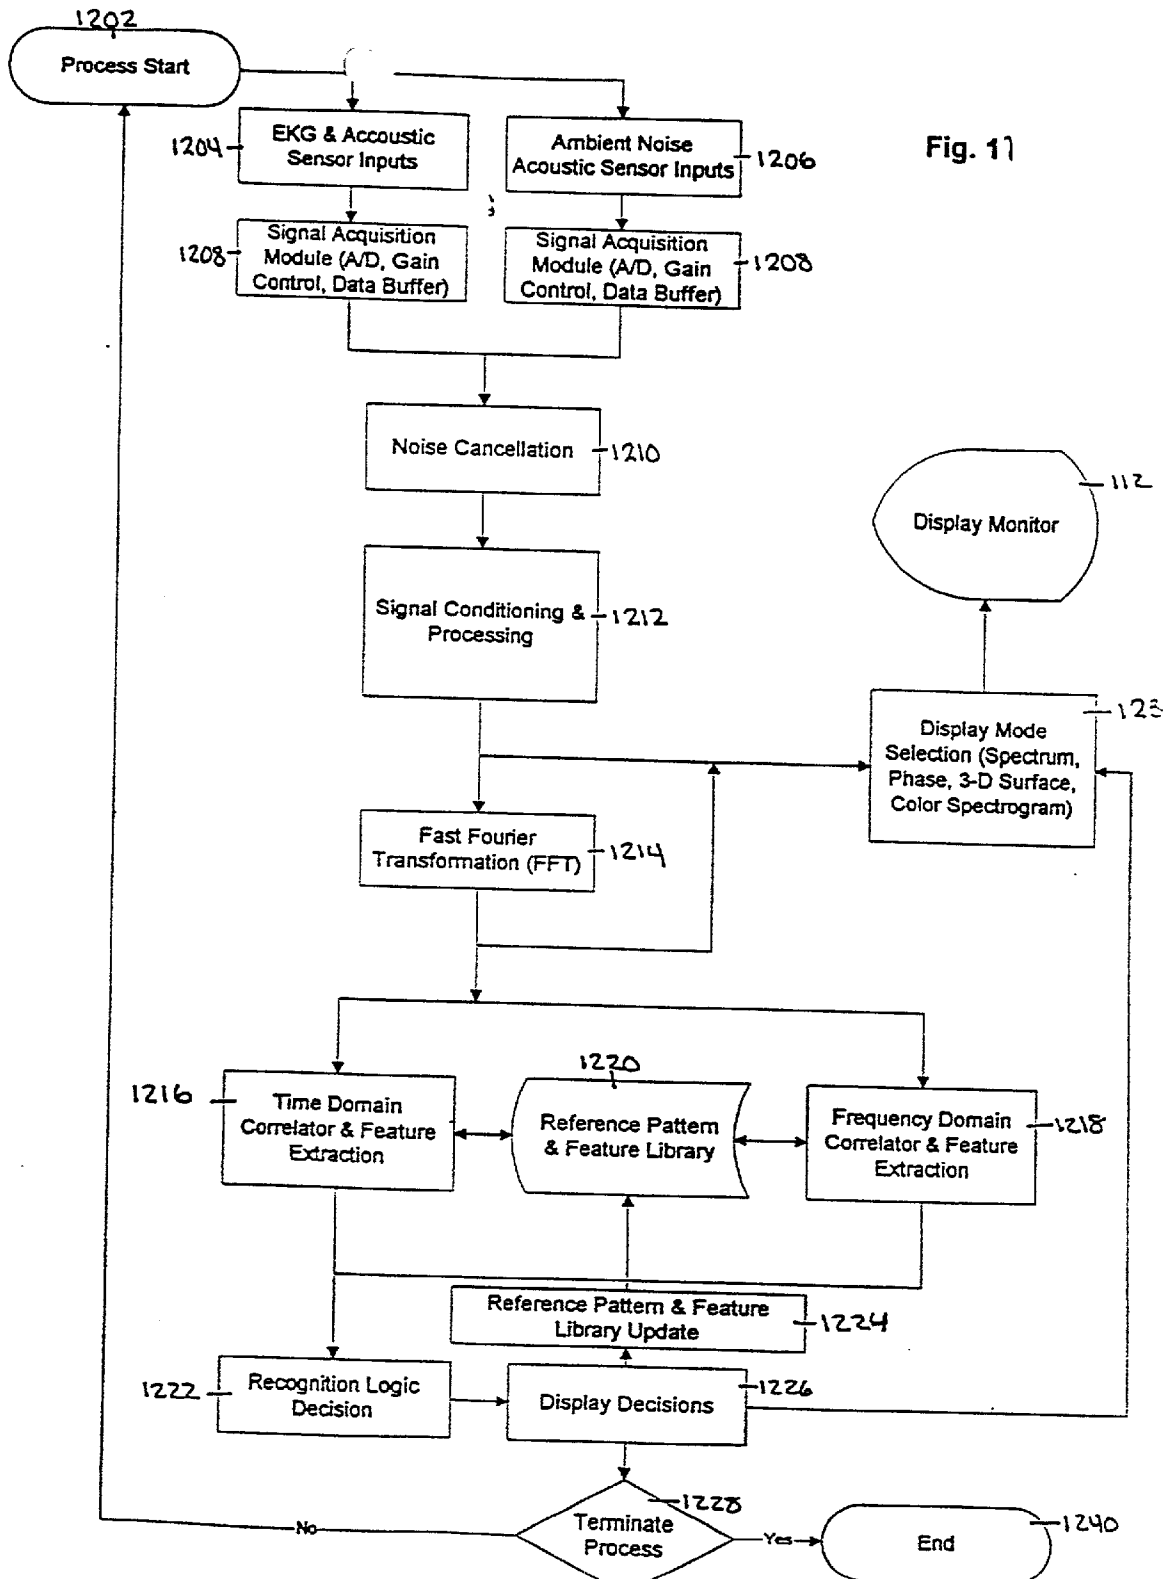 1202
Process Start
Fig. 11
1204
EKG & Accoustic
Sensor Inputs
Ambient Noise
Acoustic Sensor Inputs
1206
1208
Signal Acquisition
Module (A/D, Gain
Control, Data Buffer)
Signal Acquisition
Module (A/D, Gain
Control, Data Buffer)
1208
Noise Cancellation
1210
112
Display Monitor
Signal Conditioning &
Processing
1212
123
Display Mode
Selection (Spectrum,
Phase, 3-D Surface,
Color Spectrogram)
Fast Fourier
Transformation (FFT)
1214
1216
Time Domain
Correlator & Feature
Extraction
1220
Reference Pattern
& Feature Library
Frequency Domain
Correlator & Feature
Extraction
1218
Reference Pattern & Feature
Library Update
1224
1222
Recognition Logic
Decision
Display Decisions
1226
1228
Terminate
Process
No
Yes
End
1240